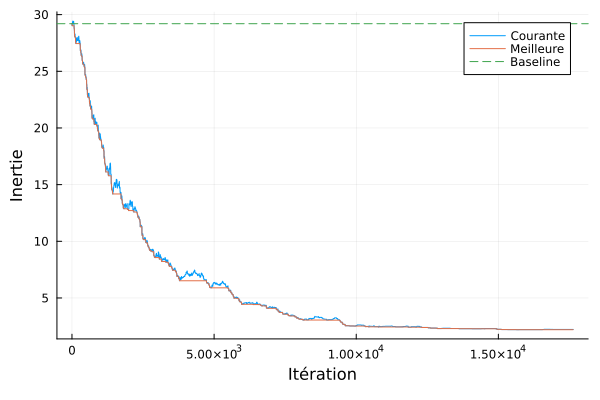 30
25
20
15
10
5
Inertie
0
5.00×10³
1.00×10⁴
1.50×10⁴
Itération
Courante
Meilleure
Baseline